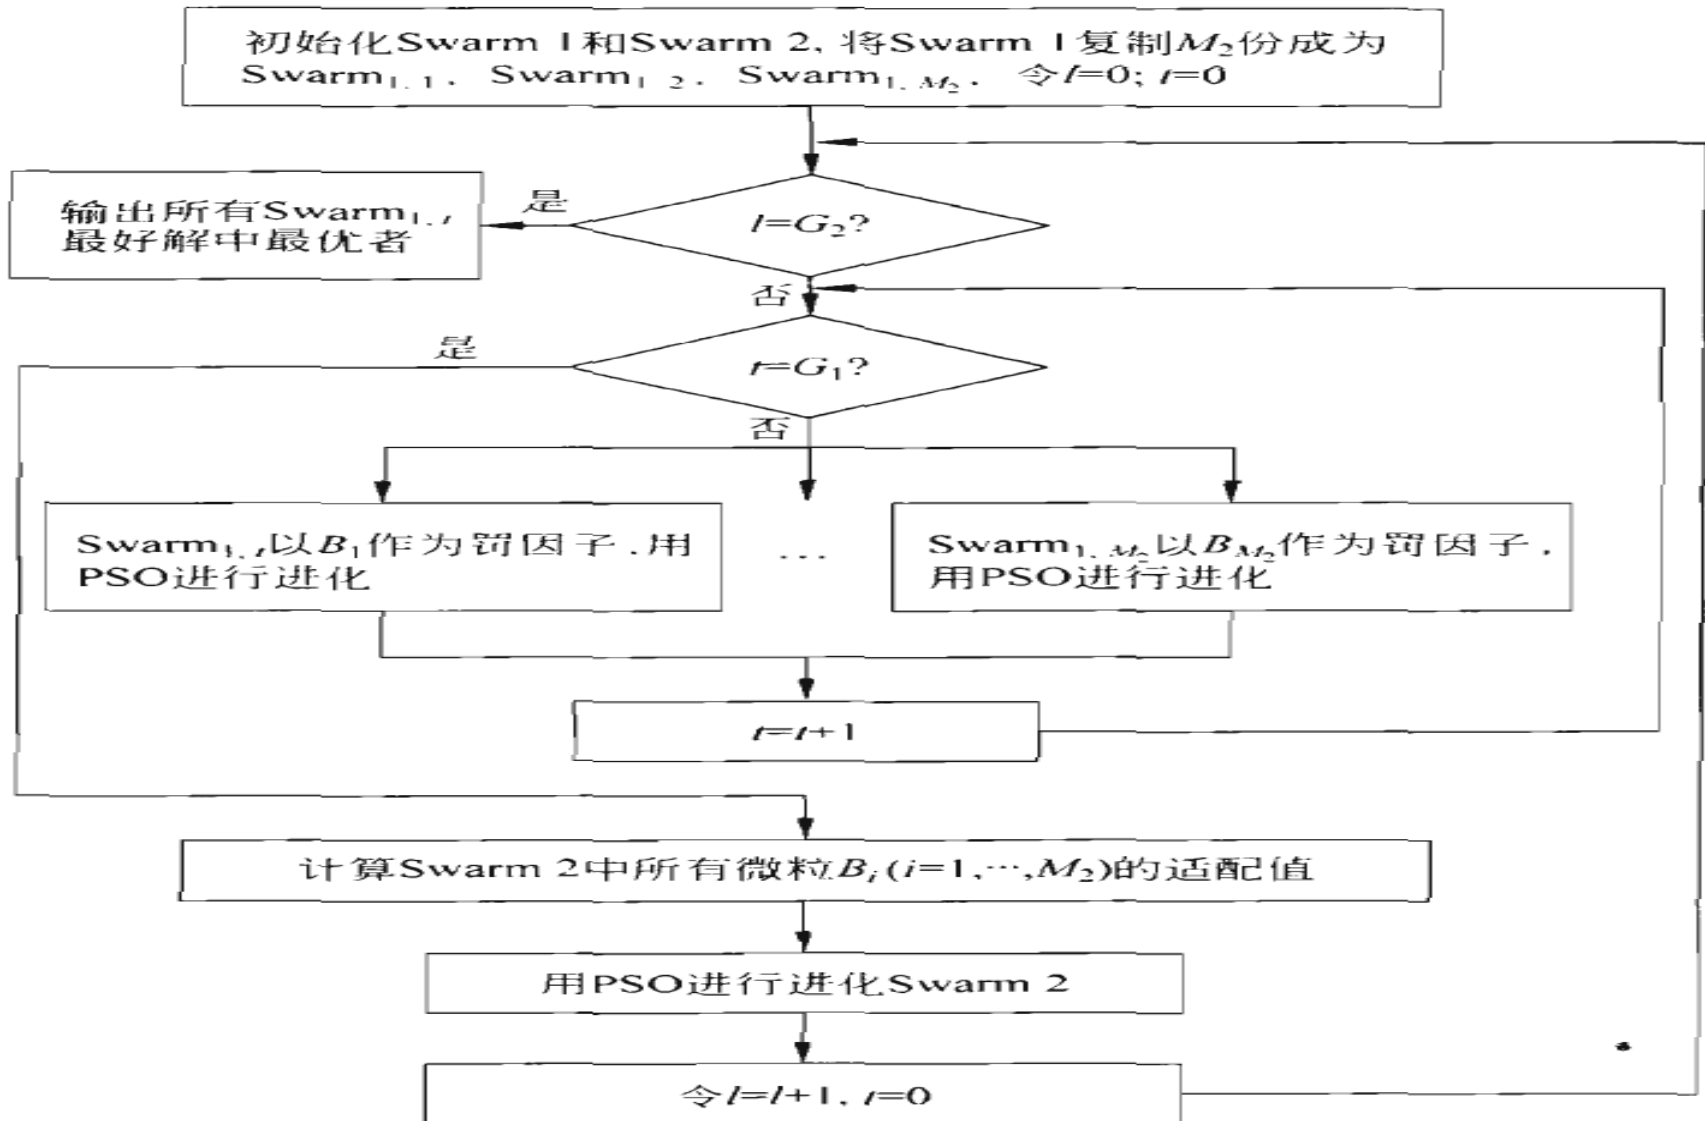 初始化Swarm 1和Swarm 2, 将Swarm 1复制M₂份成为
Swarm₁,₁, Swarm₁ ₂, Swarm₁,M₂, 令l=0; t=0
是
l=G₂?
输出所有Swarm₁,ᵢ
最好解中最优者
否
是
t=G₁?
否
Swarm₁,ᵢ以B₁作为罚因子,用
PSO进行进化
...
Swarm₁,M₂以B_M₂作为罚因子,
用PSO进行进化
t=t+1
计算Swarm 2中所有微粒Bᵢ(i=1,…,M₂)的适配值
用PSO进行进化Swarm 2
令l=l+1, t=0